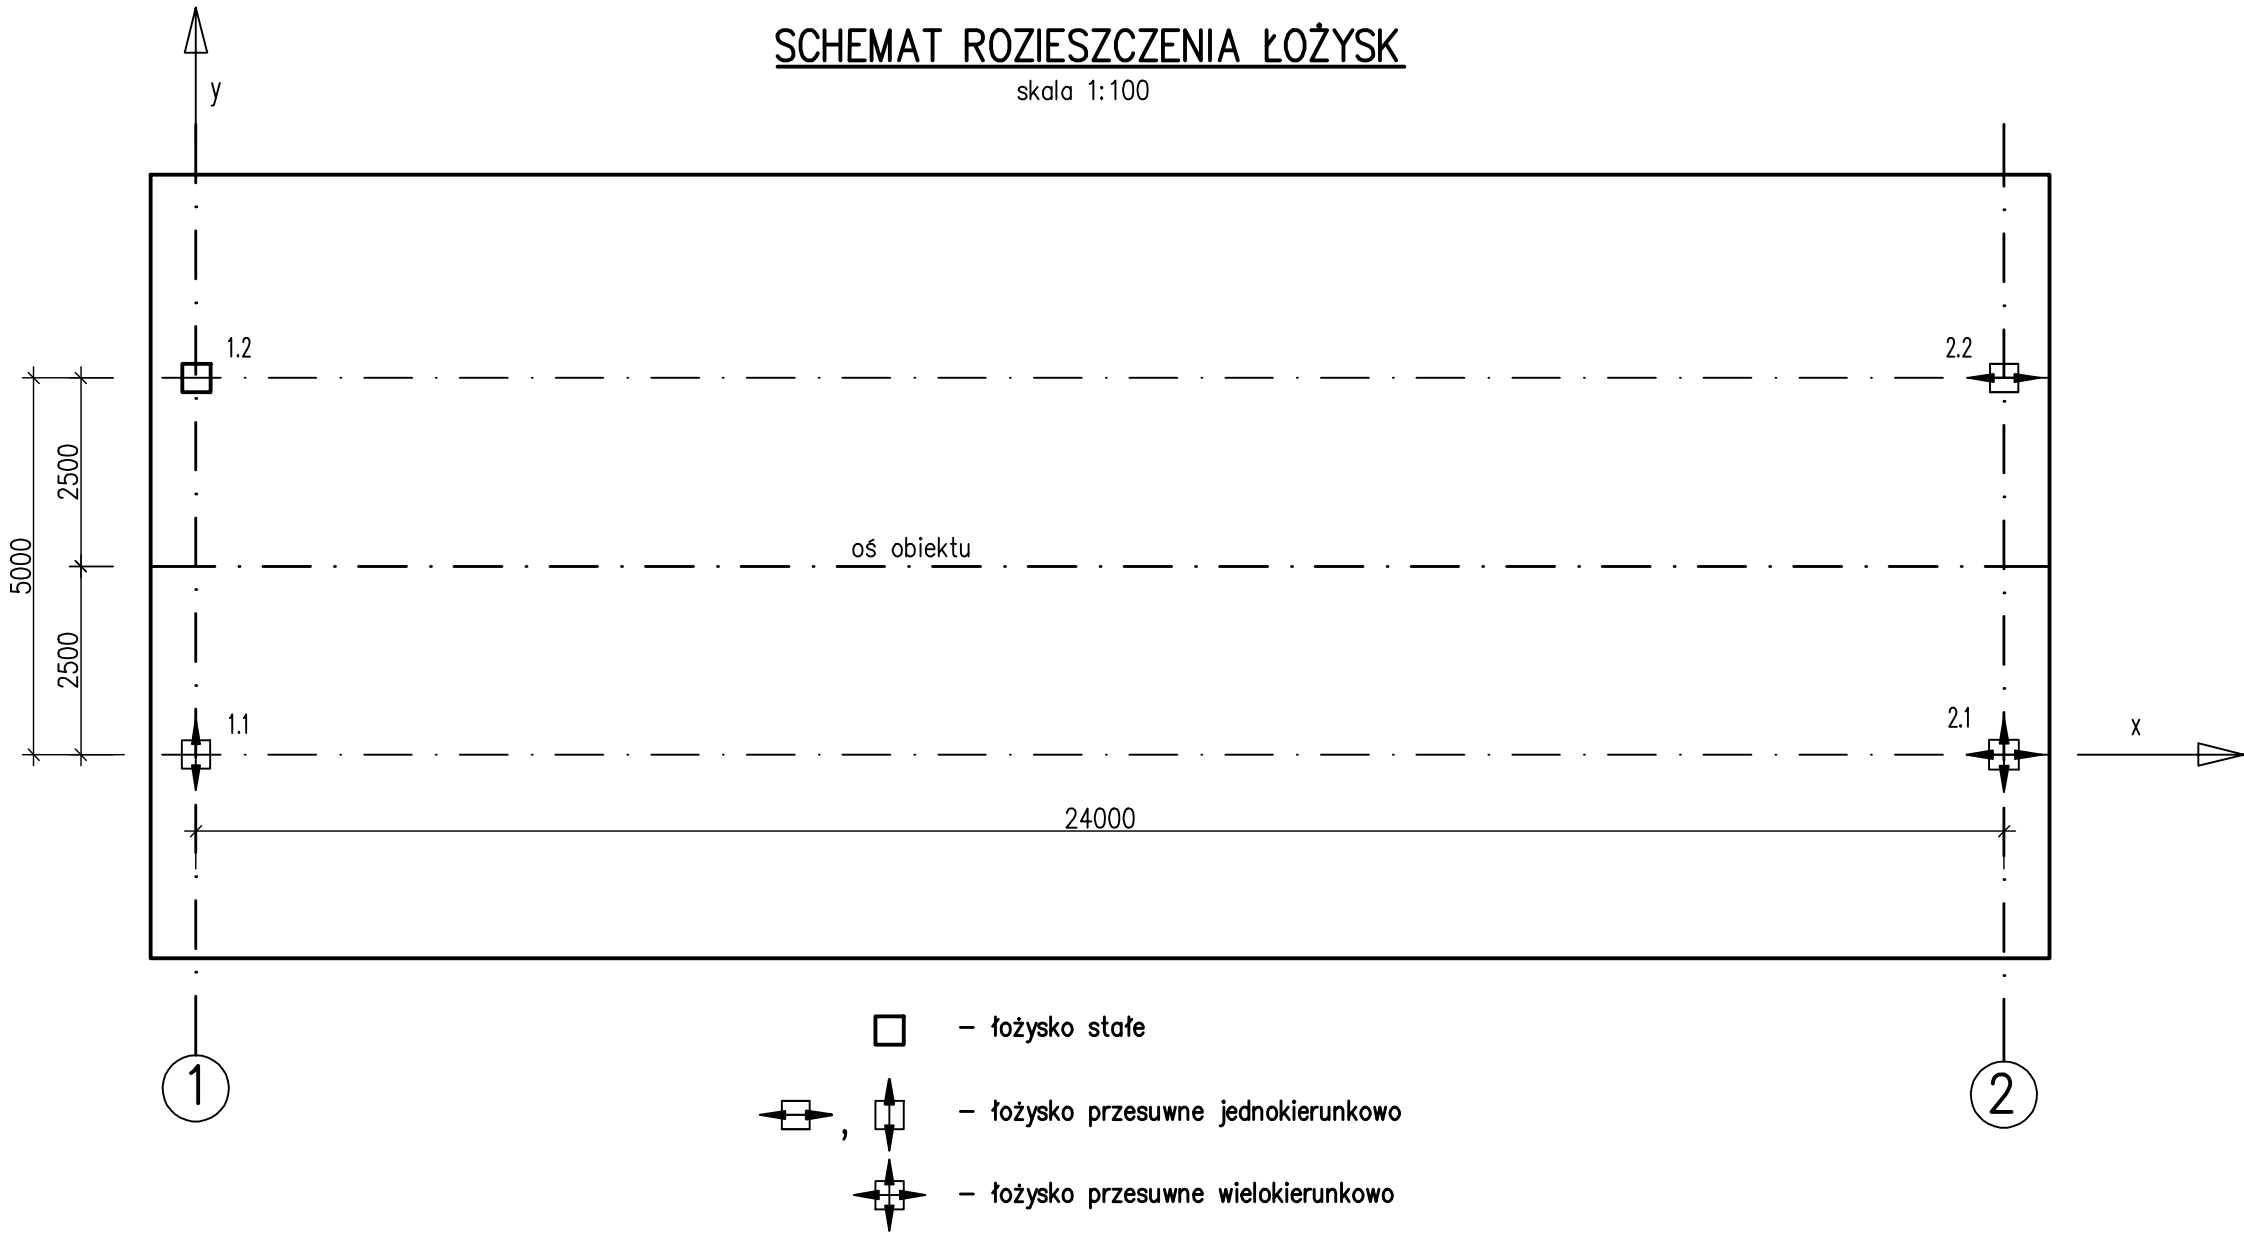 SCHEMAT ROZIESZCZENIA ŁOŻYSK
skala 1:100
y
1.2
2.2
2500
5000
oś obiektu
2500
1.1
2.1
x
24000
1
2
– łożysko stałe
, – łożysko przesuwne jednokierunkowo
– łożysko przesuwne wielokierunkowo